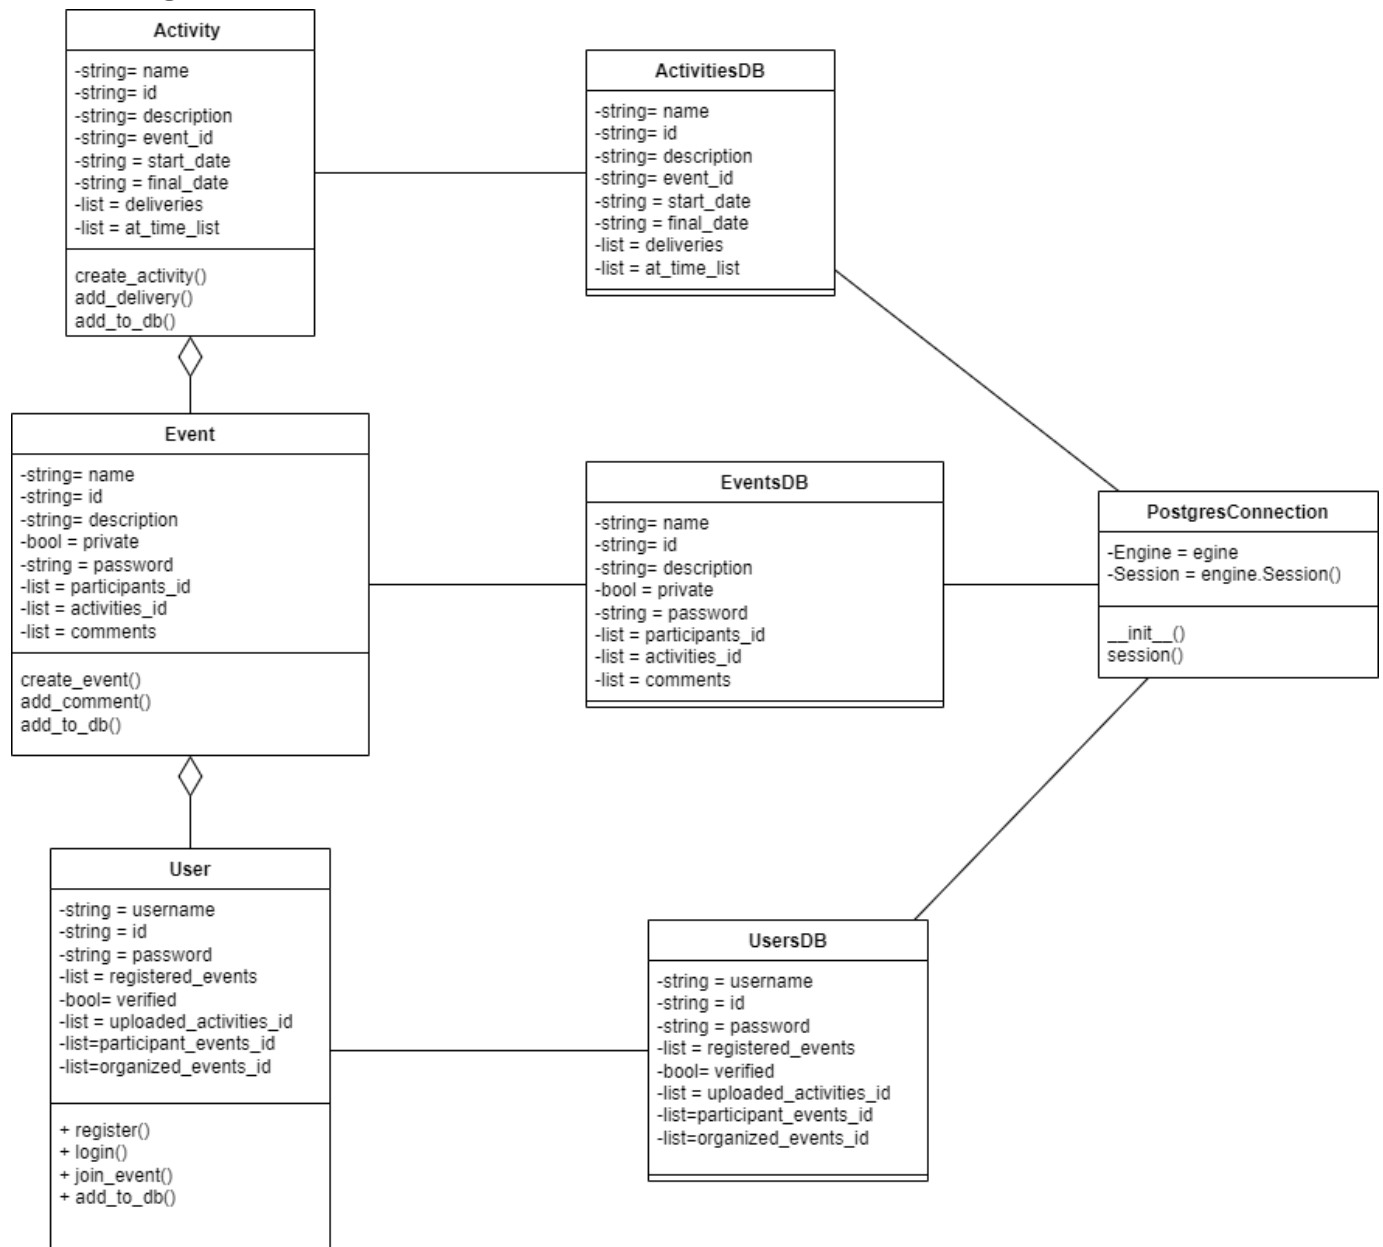 Activity
-string= name
-string= id
-string= description
-string= event_id
-string = start_date
-string = final_date
-list = deliveries
-list = at_time_list
create_activity()
add_delivery()
add_to_db()
ActivitiesDB
-string= name
-string= id
-string= description
-string= event_id
-string = start_date
-string = final_date
-list = deliveries
-list = at_time_list
Event
-string= name
-string= id
-string= description
-bool = private
-string = password
-list = participants_id
-list = activities_id
-list = comments
create_event()
add_comment()
add_to_db()
EventsDB
-string= name
-string= id
-string= description
-bool = private
-string = password
-list = participants_id
-list = activities_id
-list = comments
PostgresConnection
-Engine = egine
-Session = engine.Session()
__init__()
session()
User
-string = username
-string = id
-string = password
-list = registered_events
-bool= verified
-list = uploaded_activities_id
-list=participant_events_id
-list=organized_events_id
+ register()
+ login()
+ join_event()
+ add_to_db()
UsersDB
-string = username
-string = id
-string = password
-list = registered_events
-bool= verified
-list = uploaded_activities_id
-list=participant_events_id
-list=organized_events_id